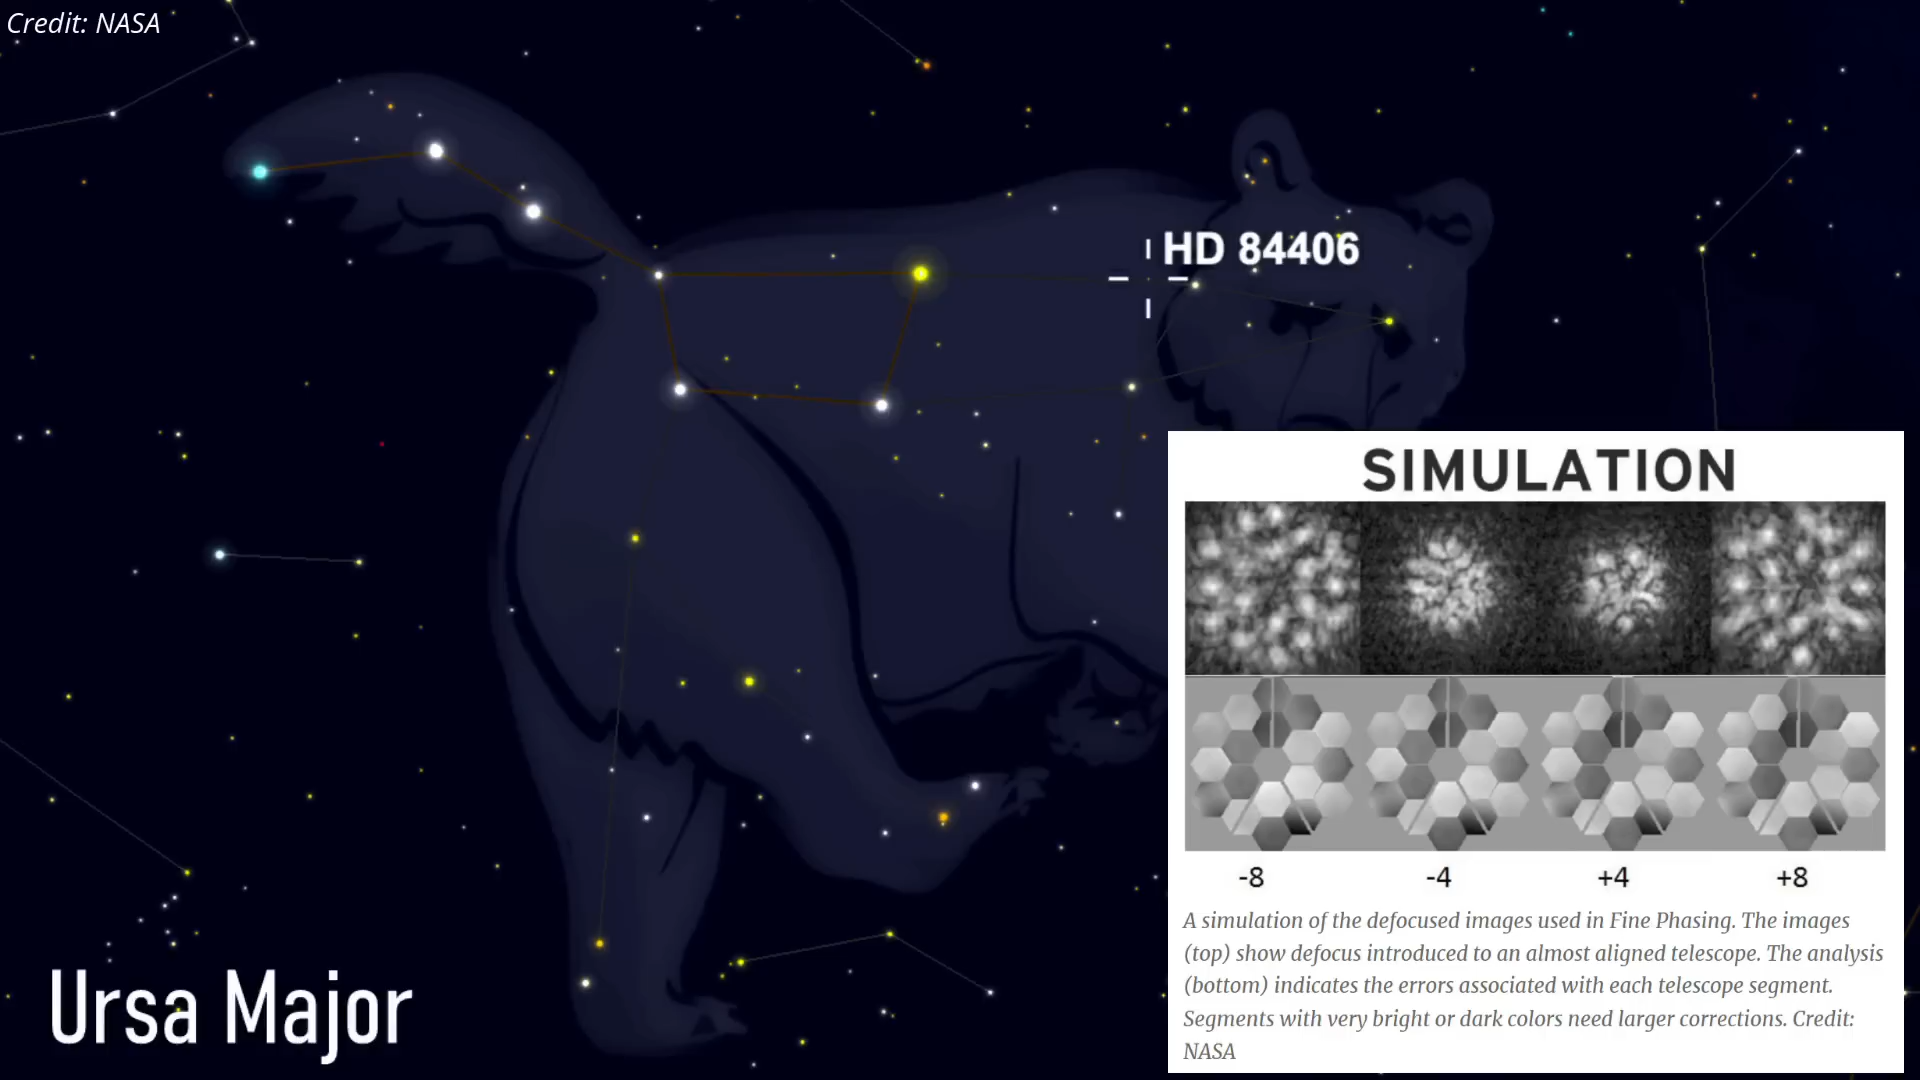 Credit: NASA
HD 84406
SIMULATION
-8 -4 +4 +8
A simulation of the defocused images used in Fine Phasing. The images
(top) show defocus introduced to an almost aligned telescope. The analysis
(bottom) indicates the errors associated with each telescope segment.
Segments with very bright or dark colors need larger corrections. Credit:
NASA
Ursa Major